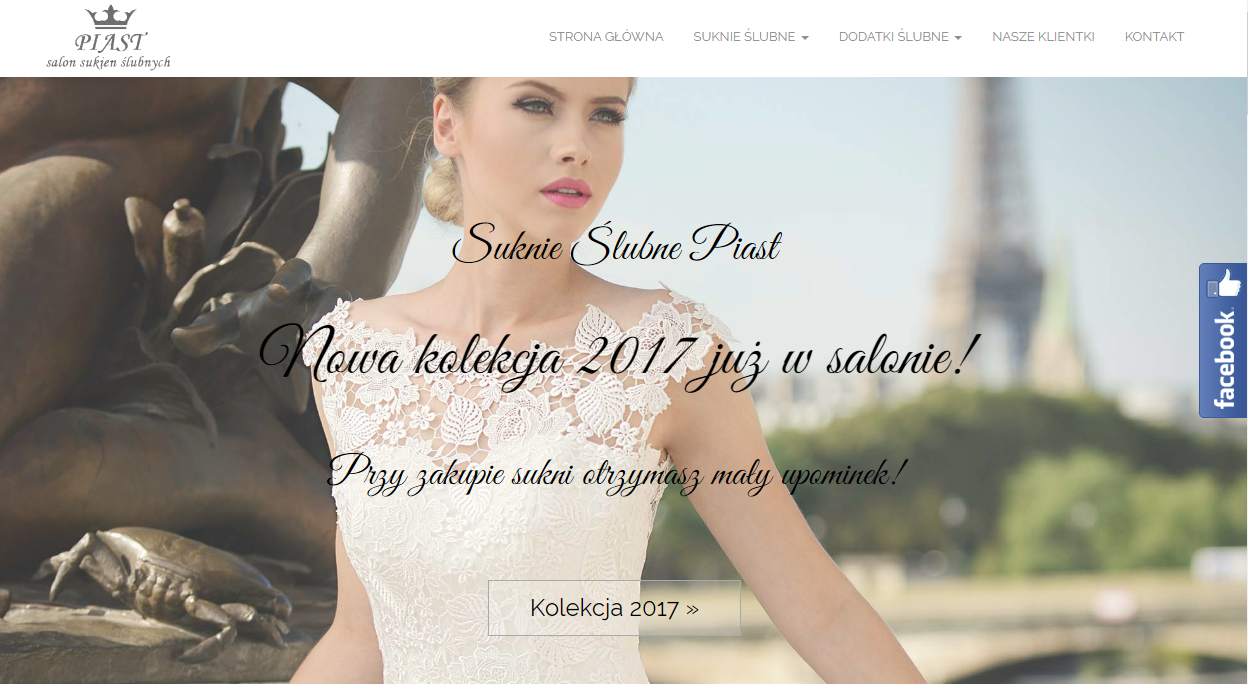 PIAST
salon sukien ślubnych
STRONA GŁÓWNA SUKNIE ŚLUBNE DODATKI ŚLUBNE NASZE KLIENTKI KONTAKT
Suknie Ślubne Piast
Nowa kolekcja 2017 już w salonie!
Przy zakupie sukni otrzymasz mały upominek!
Kolekcja 2017 »
facebook